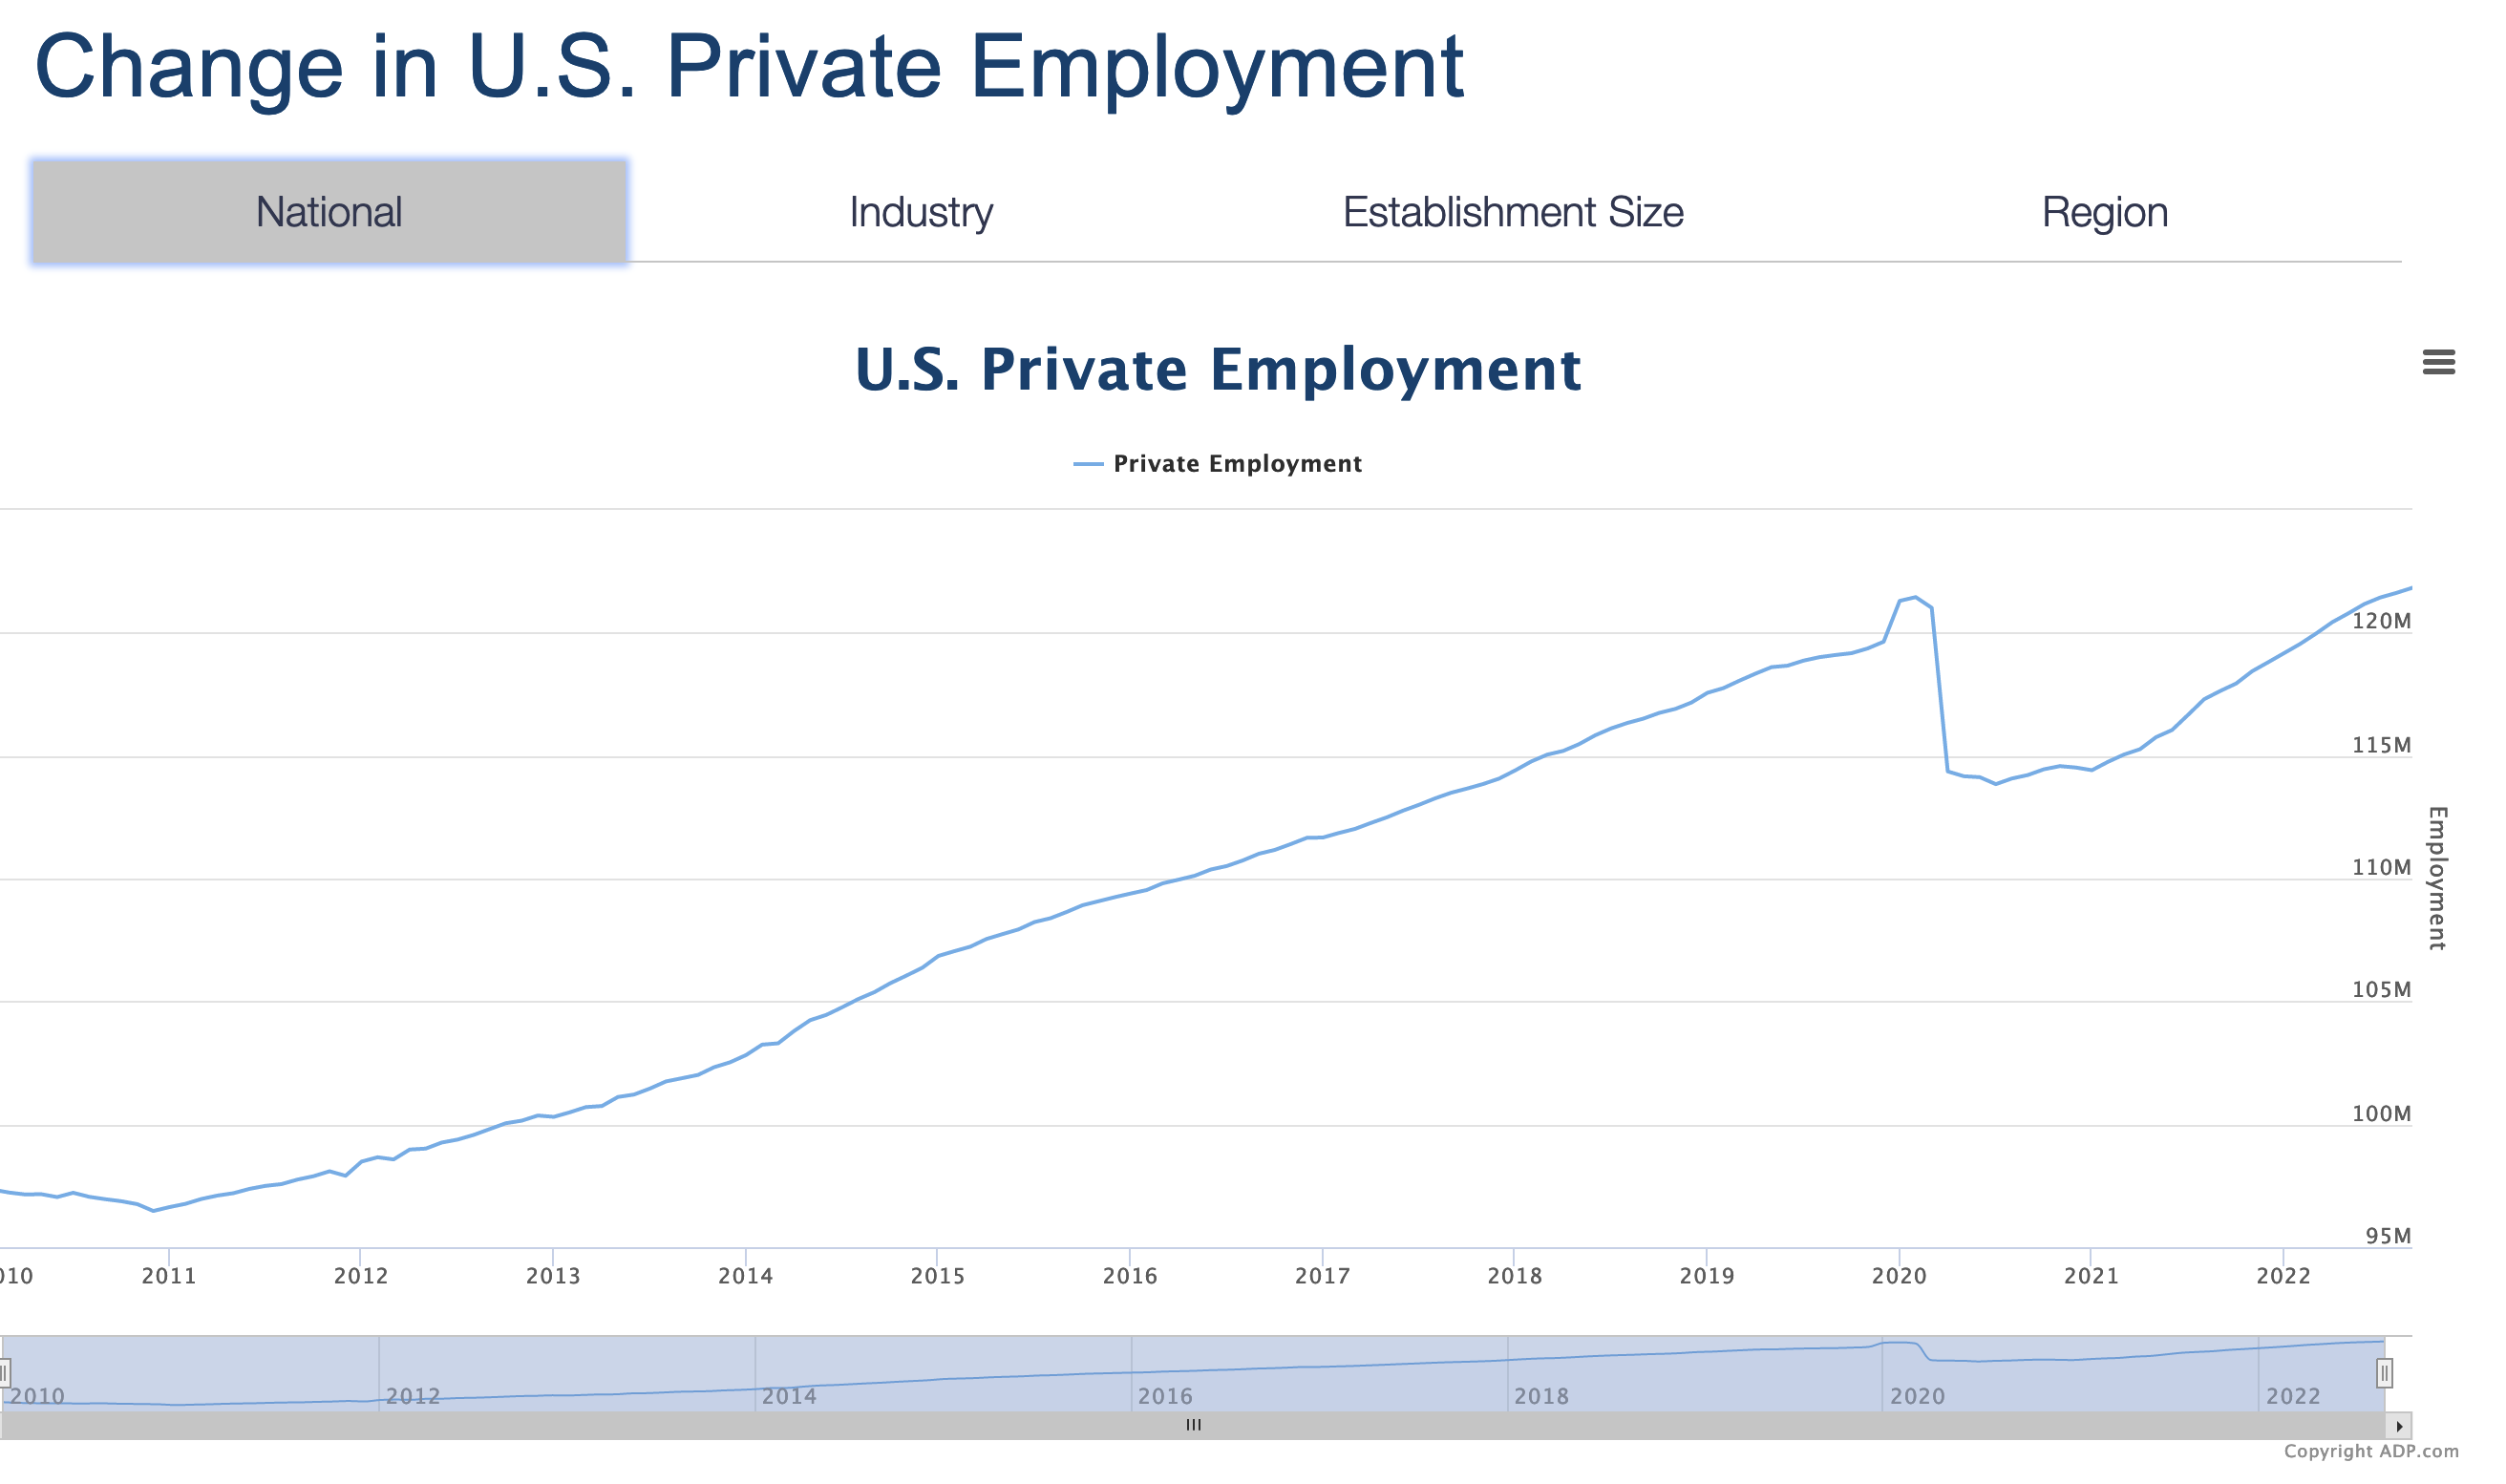 Change in U.S. Private Employment
National Industry Establishment Size Region
U.S. Private Employment
Private Employment
120M
115M
110M
105M
100M
95M
Employment
010 2011 2012 2013 2014 2015 2016 2017 2018 2019 2020 2021 2022
2010 2012 2014 2016 2018 2020 2022
Copyright ADP.com